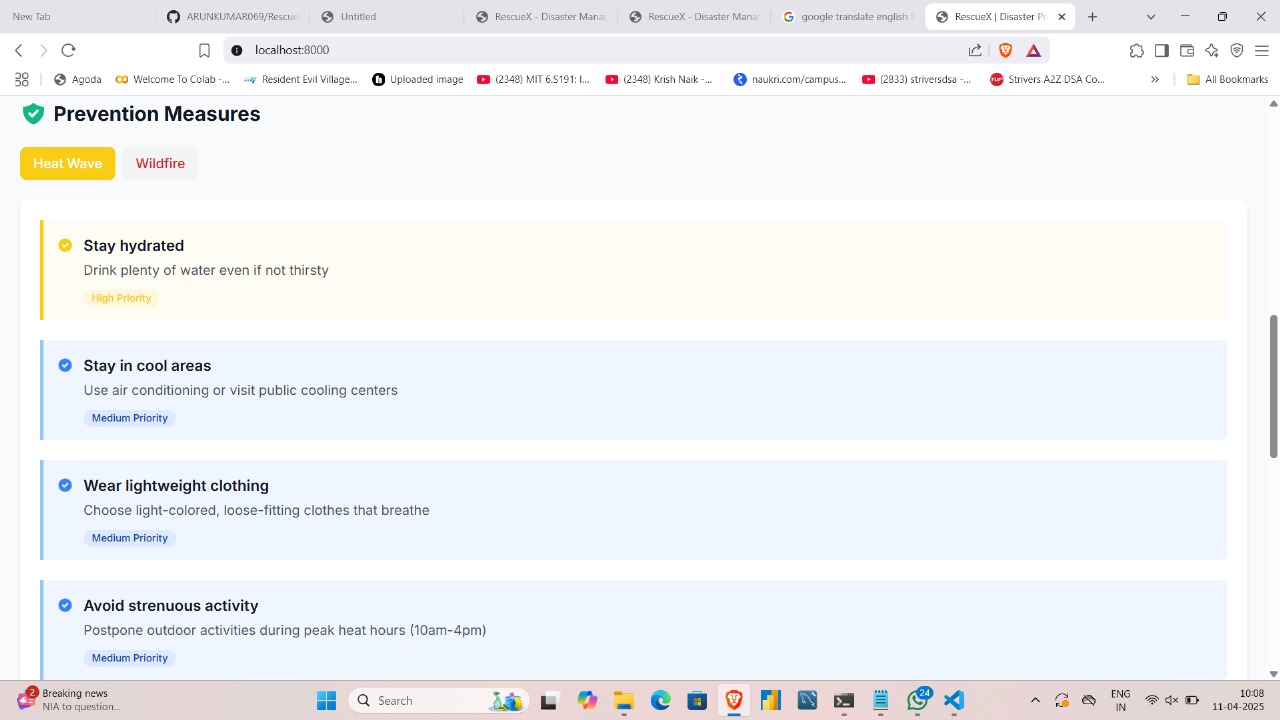 New Tab
ARUNKUMAR069/Rescue
Untitled
RescueX - Disaster Mana
RescueX - Disaster Mana
google translate english t
RescueX | Disaster Pr
localhost:8000
Agoda
Welcome To Colab -...
Resident Evil Village...
Uploaded image
(2348) MIT 6.S191: I...
(2348) Krish Naik -...
naukri.com/campus...
(2833) striversdsa -...
Strivers A2Z DSA Co...
All Bookmarks
Prevention Measures
Heat Wave
Wildfire
Stay hydrated
Drink plenty of water even if not thirsty
High Priority
Stay in cool areas
Use air conditioning or visit public cooling centers
Medium Priority
Wear lightweight clothing
Choose light-colored, loose-fitting clothes that breathe
Medium Priority
Avoid strenuous activity
Postpone outdoor activities during peak heat hours (10am-4pm)
Medium Priority
2
Breaking news
NIA to question...
Search
24
ENG
IN
10:08
11-04-2025